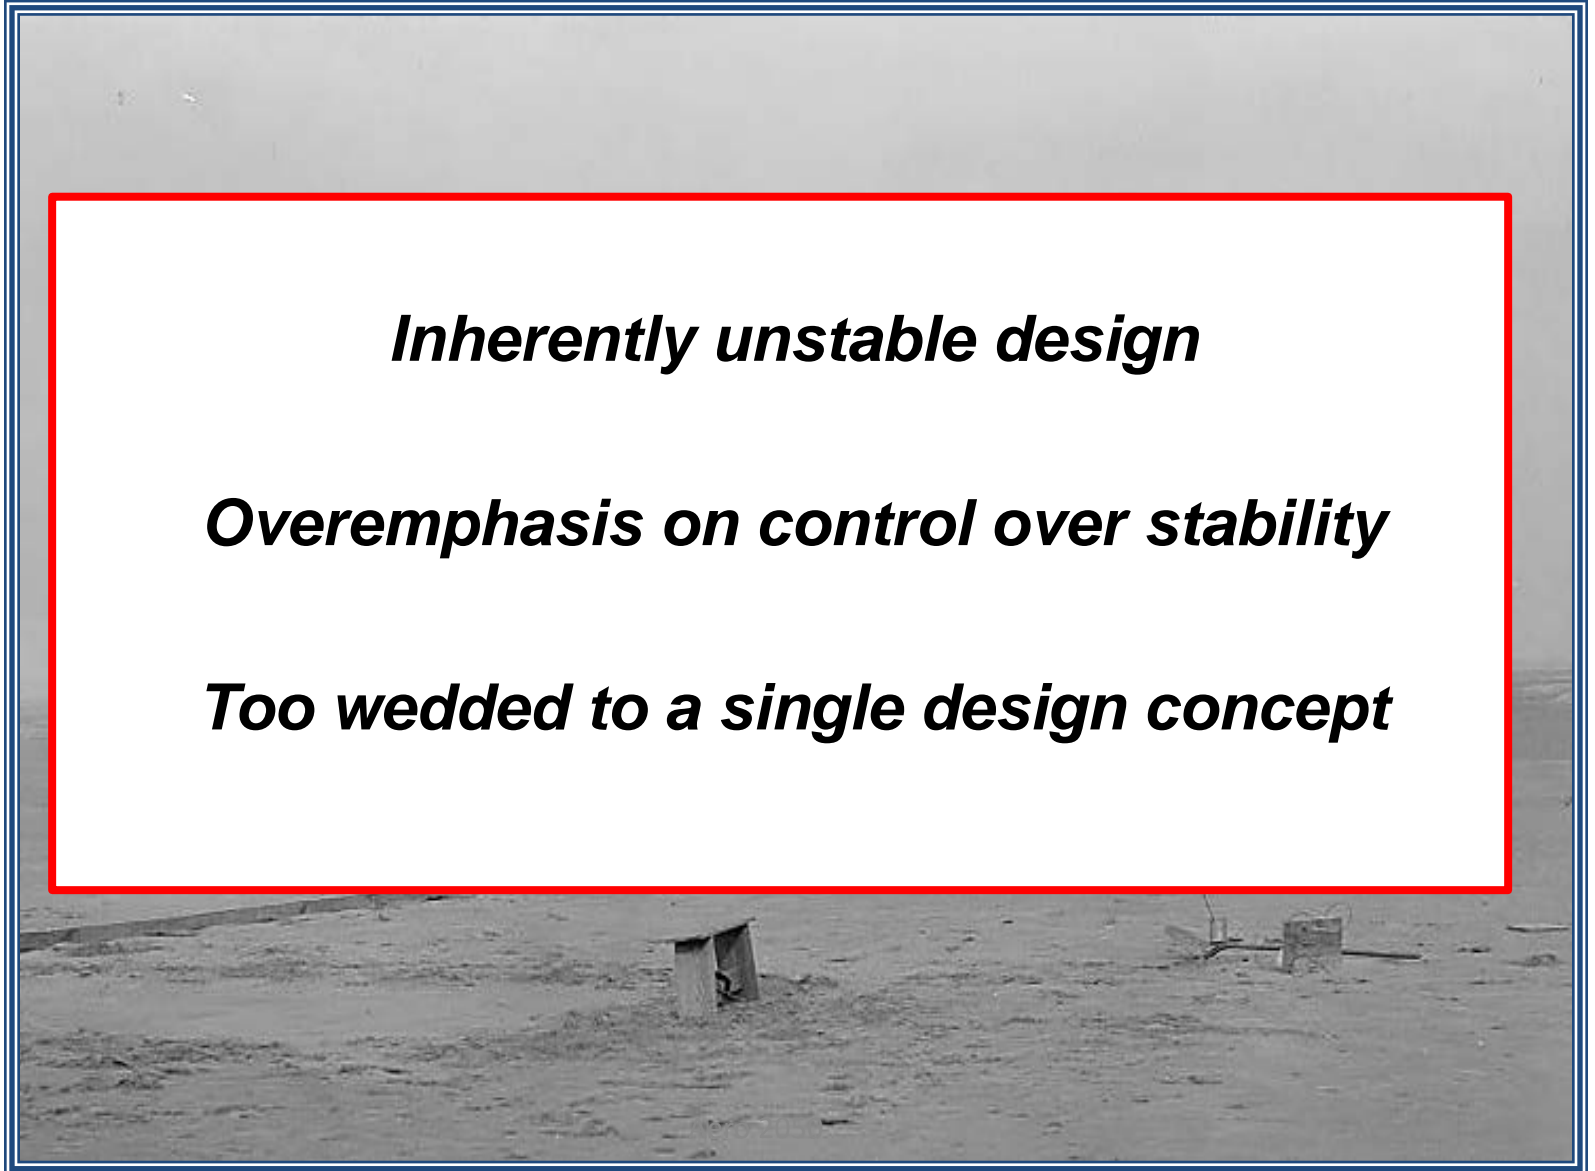 Inherently unstable design
Overemphasis on control over stability
Too wedded to a single design concept